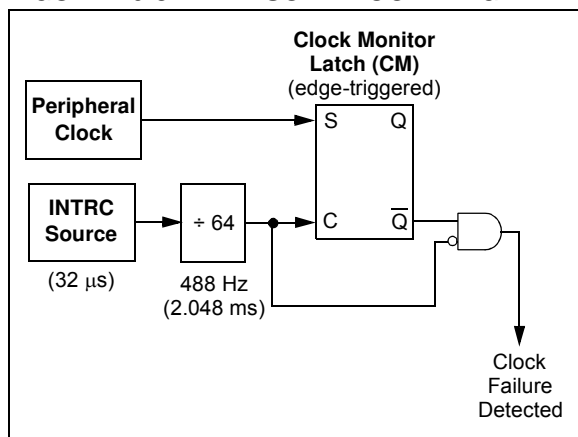 Clock Monitor
Latch (CM)
(edge-triggered)
Peripheral
Clock
S Q
INTRC
Source
÷ 64
C Q
(32 μs)
488 Hz
(2.048 ms)
Clock
Failure
Detected